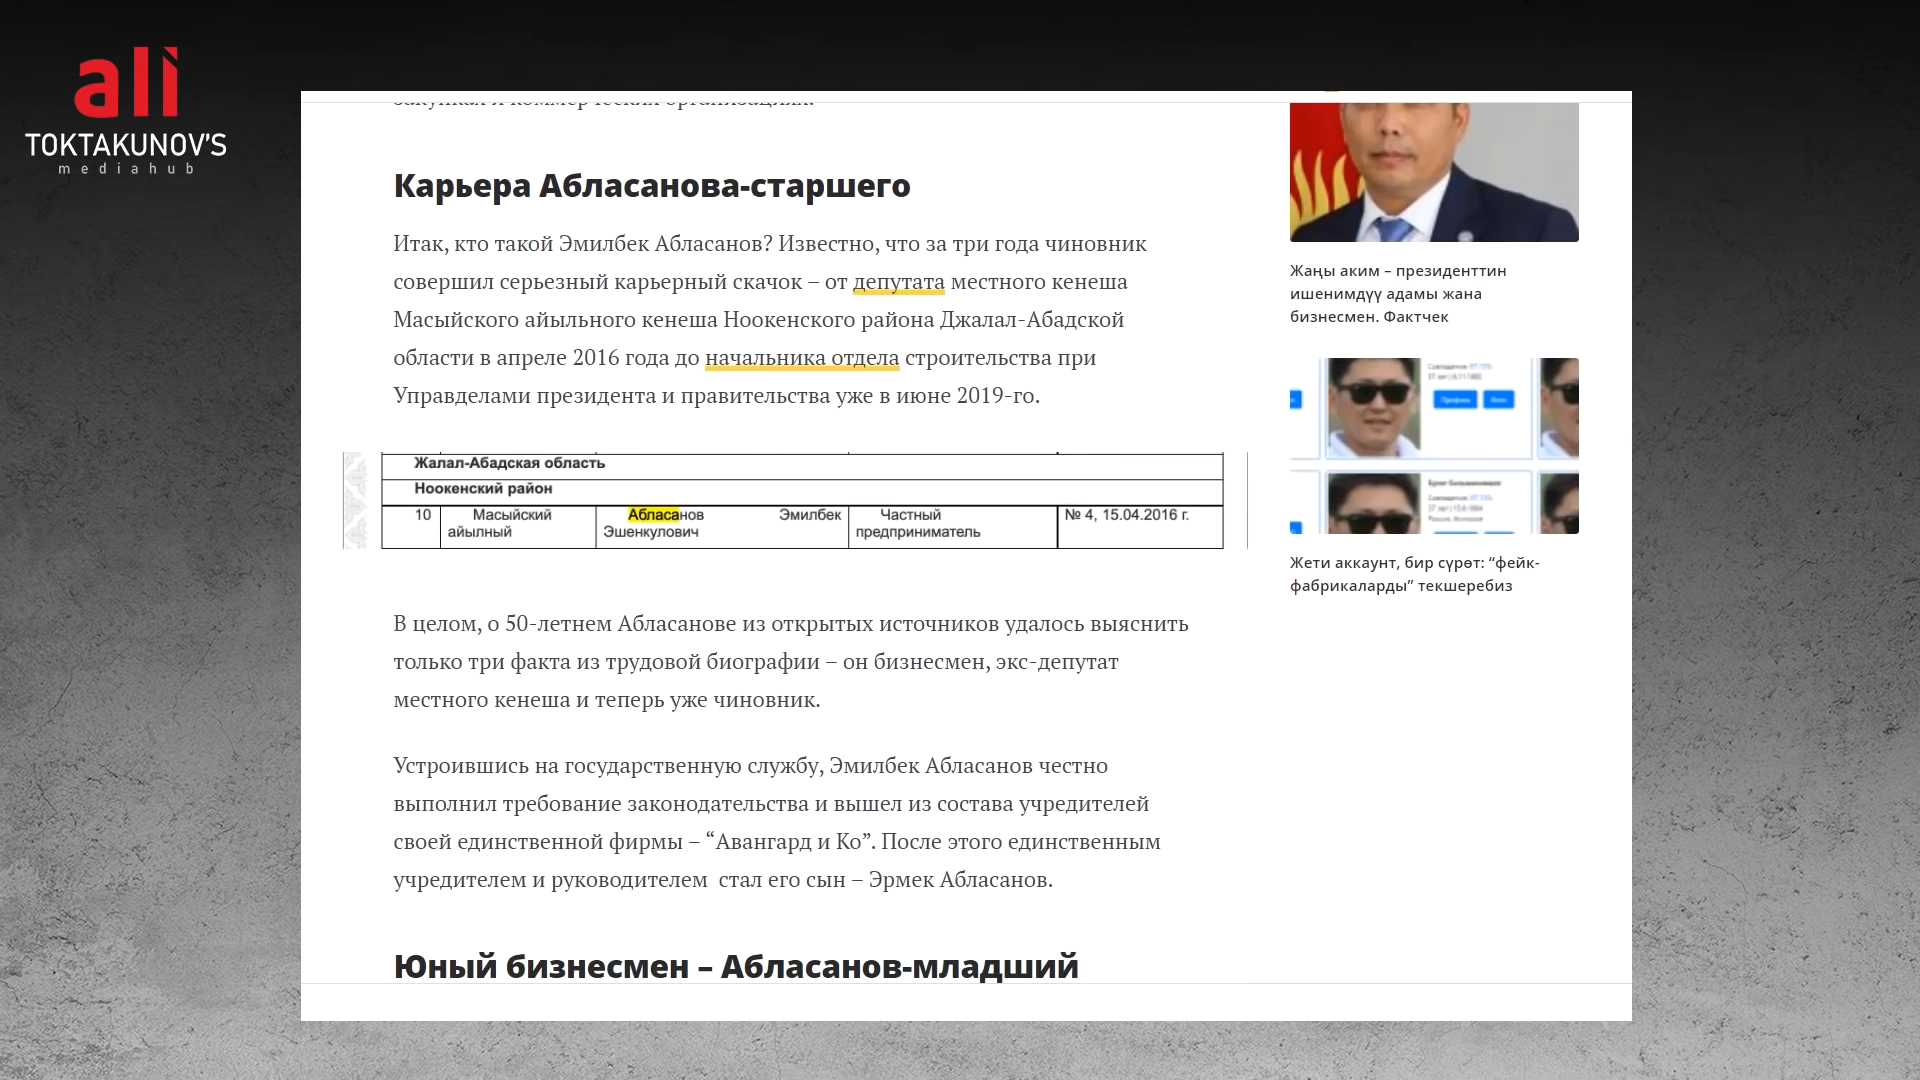 ali
TOKTAKUNOV'S
mediahub
закупках и коммерческих организациях.
Карьера Абласанова-старшего
Итак, кто такой Эмилбек Абласанов? Известно, что за три года чиновник
совершил серьезный карьерный скачок – от депутата местного кенеша
Масыйского айыльного кенеша Ноокенского района Джалал-Абадской
области в апреле 2016 года до начальника отдела строительства при
Управделами президента и правительства уже в июне 2019-го.
Жалал-Абадская область
Ноокенский район
10 Масыйский Абласанов Эмилбек Частный № 4, 15.04.2016 г.
айылный Эшенкулович предприниматель
В целом, о 50-летнем Абласанове из открытых источников удалось выяснить
только три факта из трудовой биографии – он бизнесмен, экс-депутат
местного кенеша и теперь уже чиновник.
Устроившись на государственную службу, Эмилбек Абласанов честно
выполнил требование законодательства и вышел из состава учредителей
своей единственной фирмы – “Авангард и Ко”. После этого единственным
учредителем и руководителем стал его сын – Эрмек Абласанов.
Юный бизнесмен – Абласанов-младший
Жаңы аким – президенттин
ишенимдүү адамы жана
бизнесмен. Фактчек
Жети аккаунт, бир сүрөт: “фейк-
фабрикаларды” текшеребиз